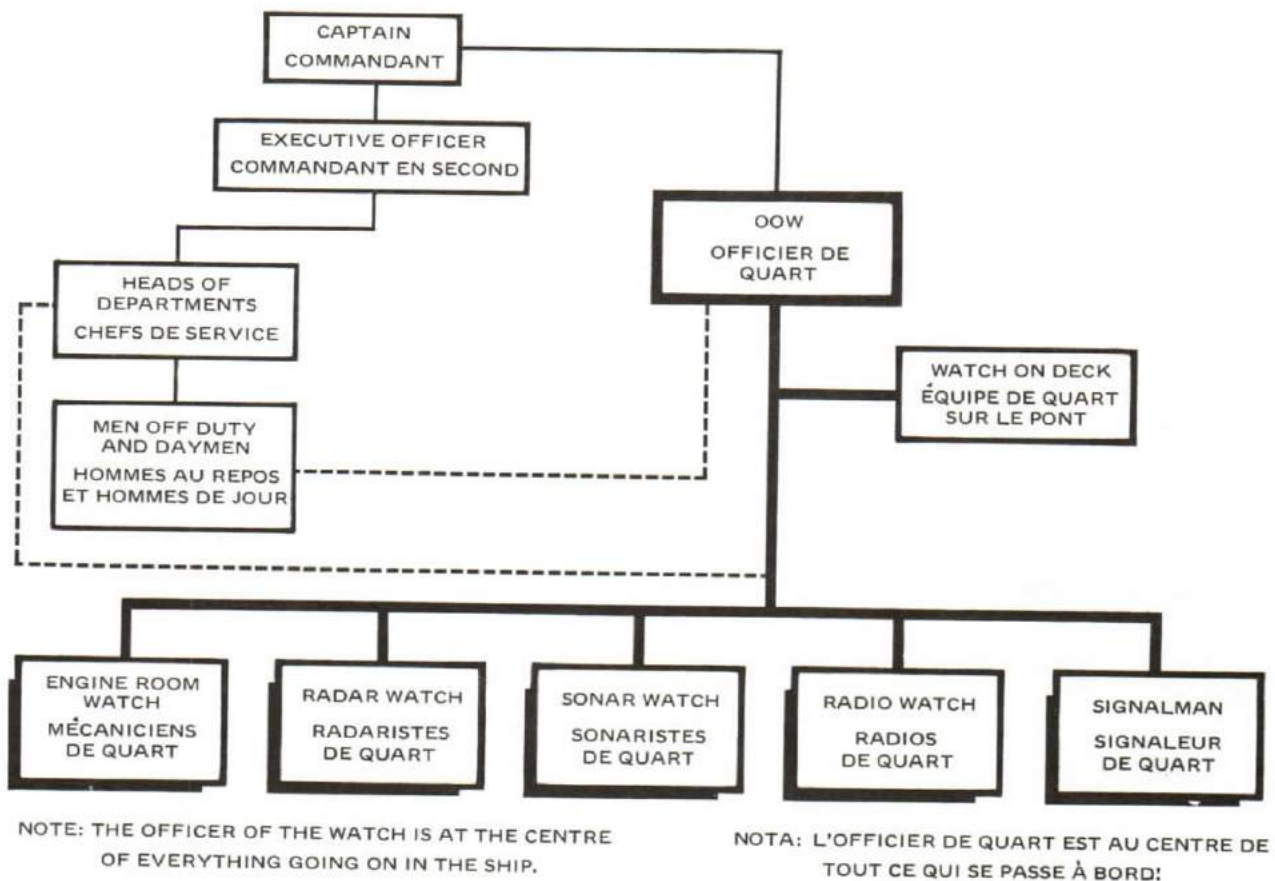 CAPTAIN
COMMANDANT
EXECUTIVE OFFICER
COMMANDANT EN SECOND
OOW
OFFICIER DE
QUART
HEADS OF
DEPARTMENTS
CHEFS DE SERVICE
WATCH ON DECK
ÉQUIPE DE QUART
SUR LE PONT
MEN OFF DUTY
AND DAYMEN
HOMMES AU REPOS
ET HOMMES DE JOUR
ENGINE ROOM
WATCH
MÉCANICIENS
DE QUART
RADAR WATCH
RADARISTES
DE QUART
SONAR WATCH
SONARISTES
DE QUART
RADIO WATCH
RADIOS
DE QUART
SIGNALMAN
SIGNALEUR
DE QUART
NOTE: THE OFFICER OF THE WATCH IS AT THE CENTRE
OF EVERYTHING GOING ON IN THE SHIP.
NOTA: L'OFFICIER DE QUART EST AU CENTRE DE
TOUT CE QUI SE PASSE À BORD.